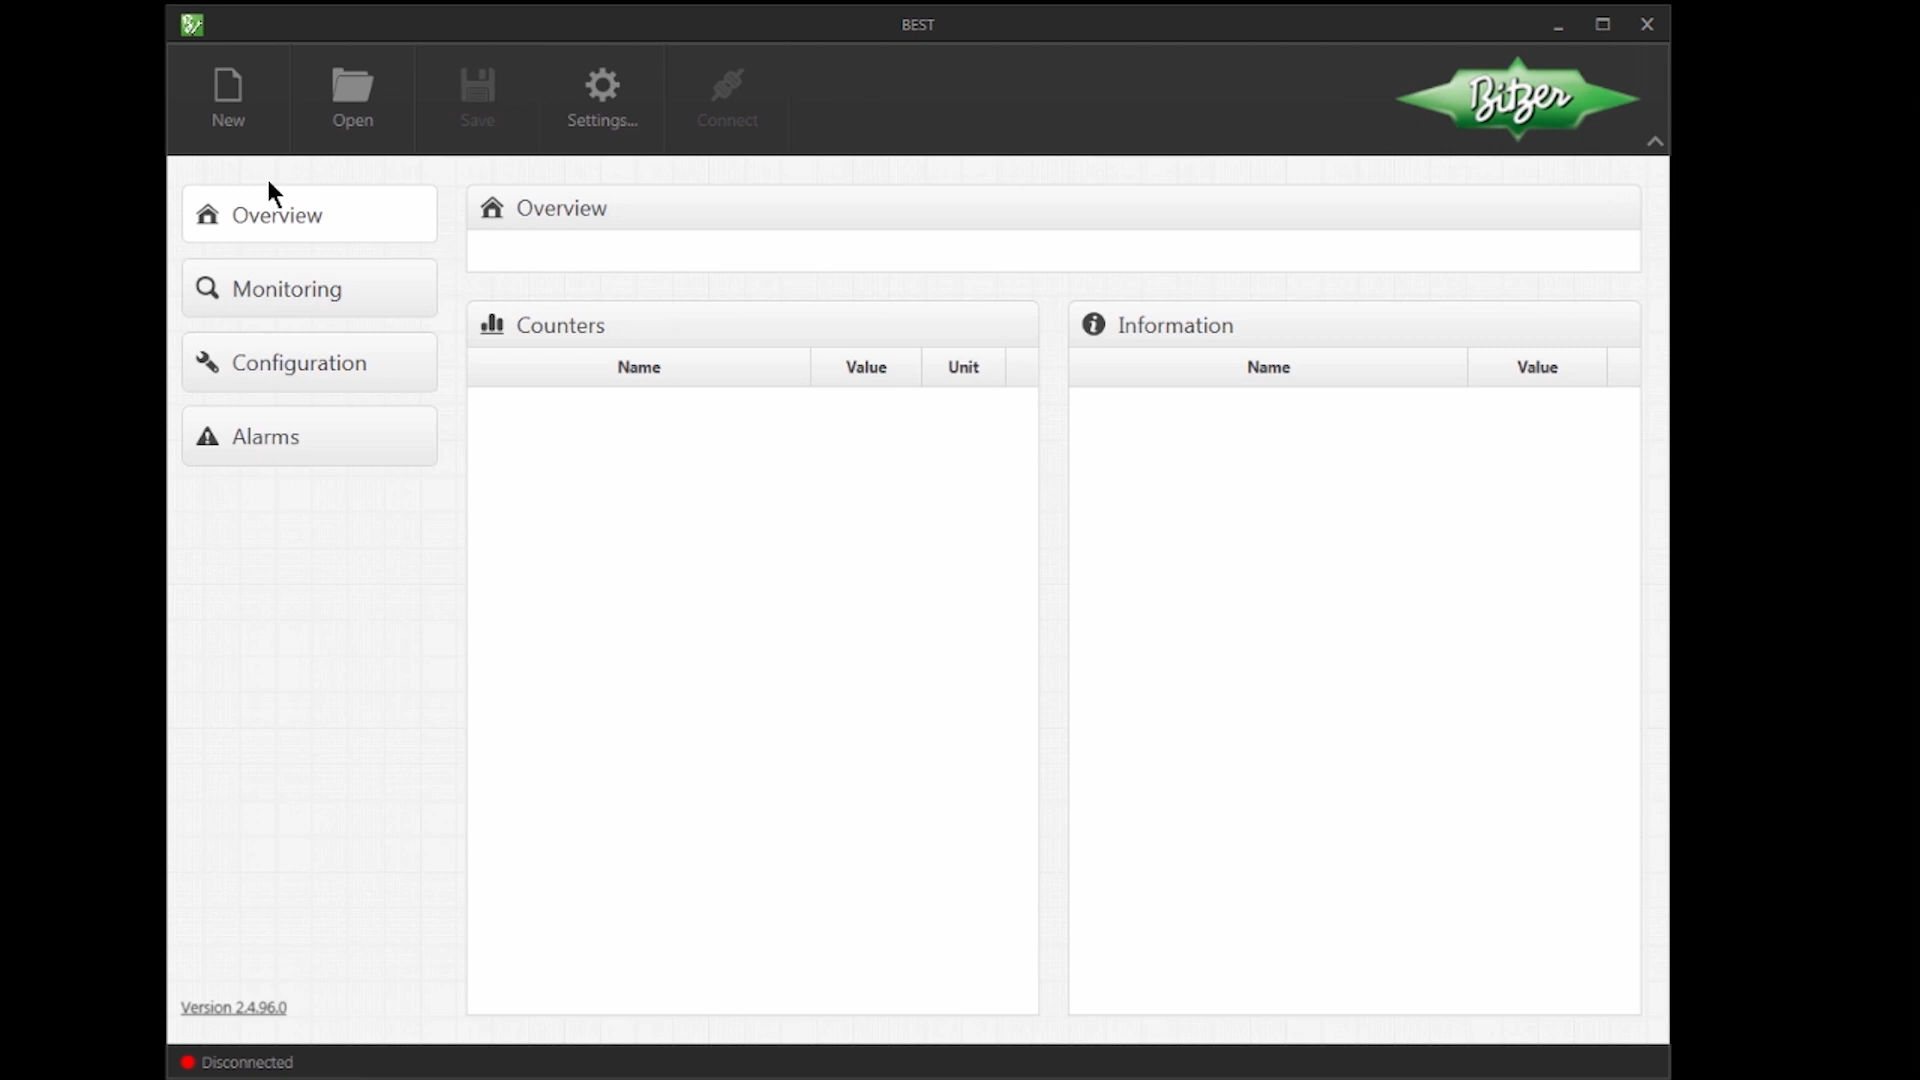 BEST
New
Open
Save
Settings...
Connect
Bitzer
Overview
Monitoring
Configuration
Alarms
Overview
Counters
Name Value Unit
Information
Name Value
Version 2.4.96.0
Disconnected